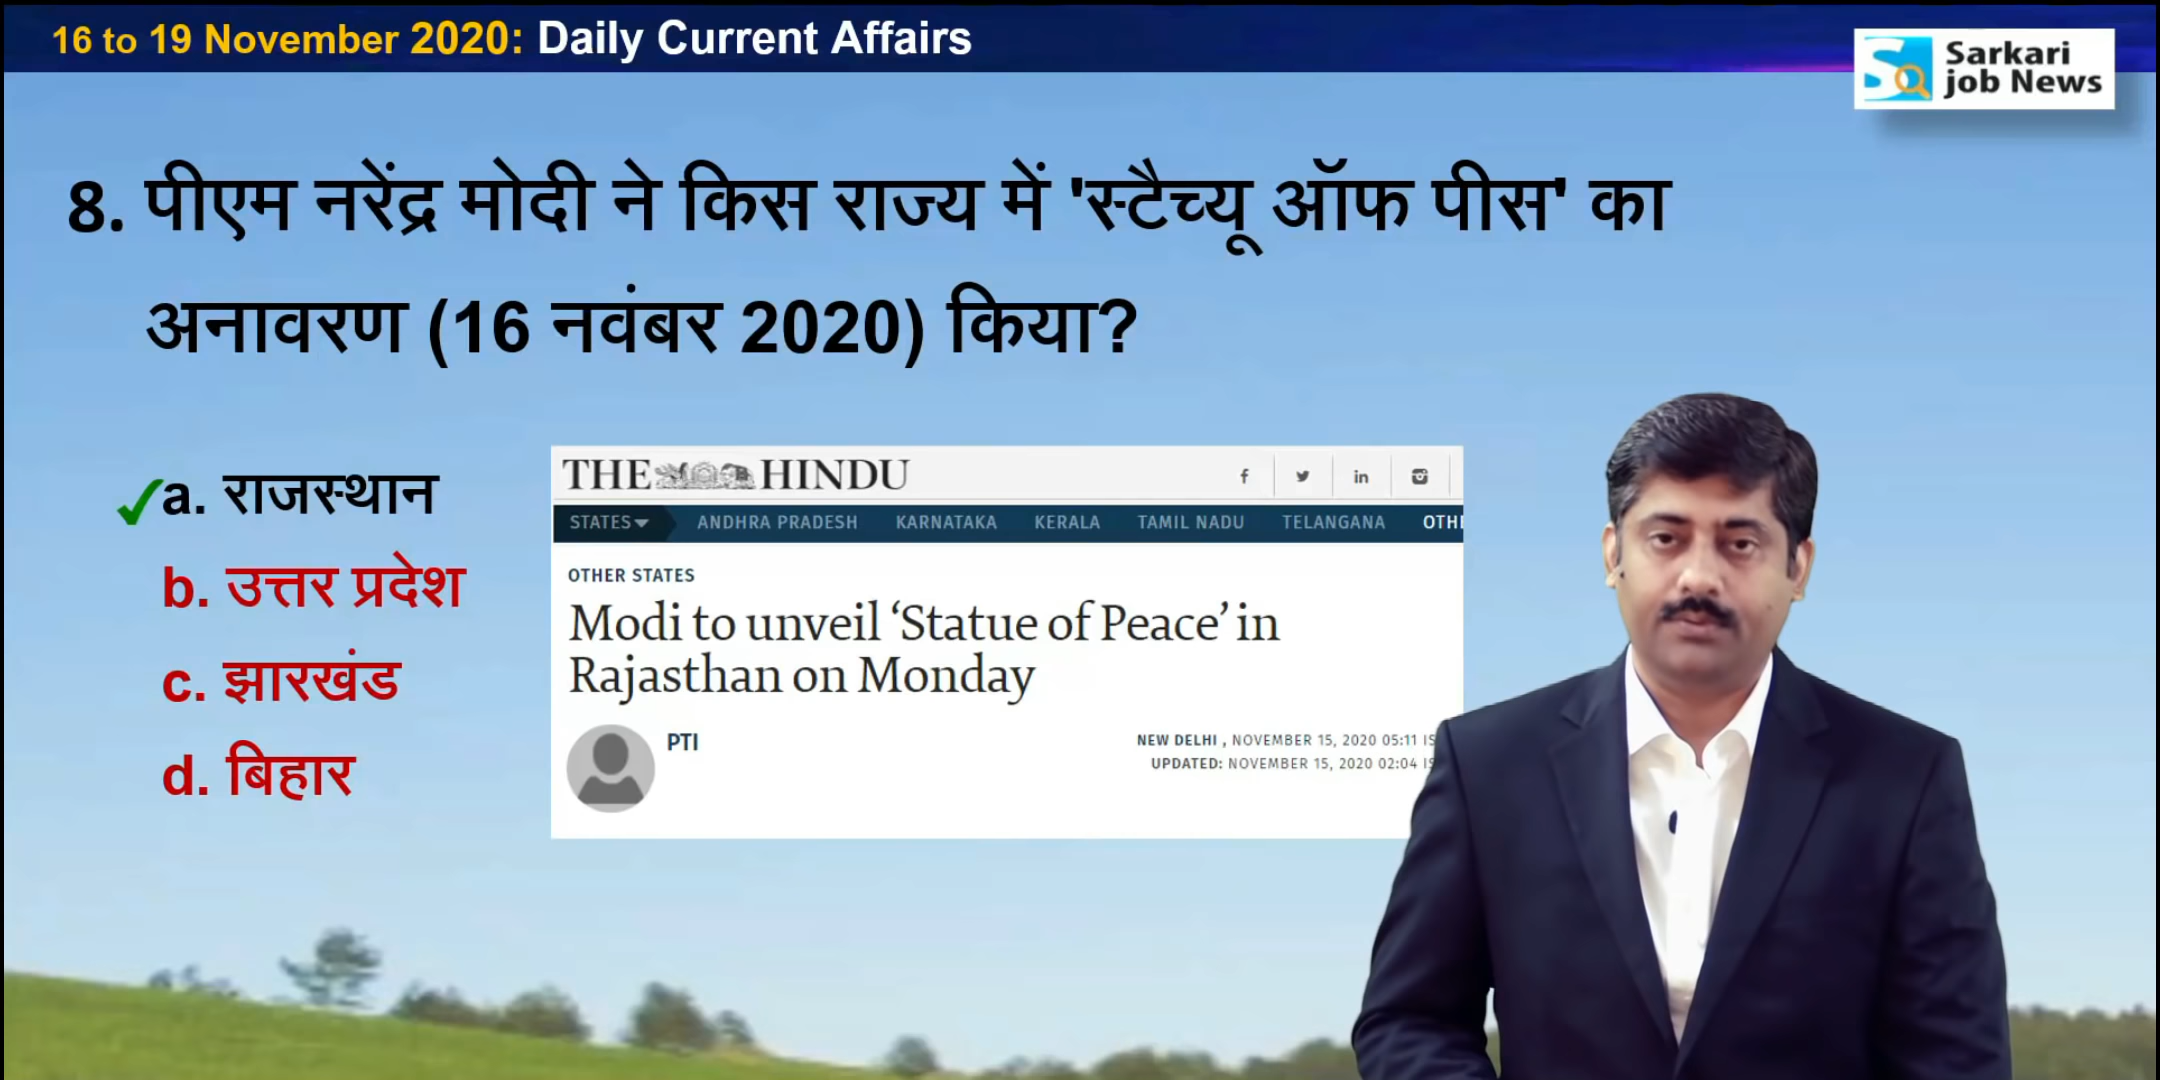 16 to 19 November 2020: Daily Current Affairs
Sarkari
job News
8. पीएम नरेंद्र मोदी ने किस राज्य में 'स्टैच्यू ऑफ पीस' का
अनावरण (16 नवंबर 2020) किया?
a. राजस्थान
b. उत्तर प्रदेश
c. झारखंड
d. बिहार
THE HINDU
STATES ANDHRA PRADESH KARNATAKA KERALA TAMIL NADU TELANGANA
OTHER STATES
Modi to unveil ‘Statue of Peace’ in
Rajasthan on Monday
PTI
NEW DELHI , NOVEMBER 15, 2020 05:11
UPDATED: NOVEMBER 15, 2020 02:04